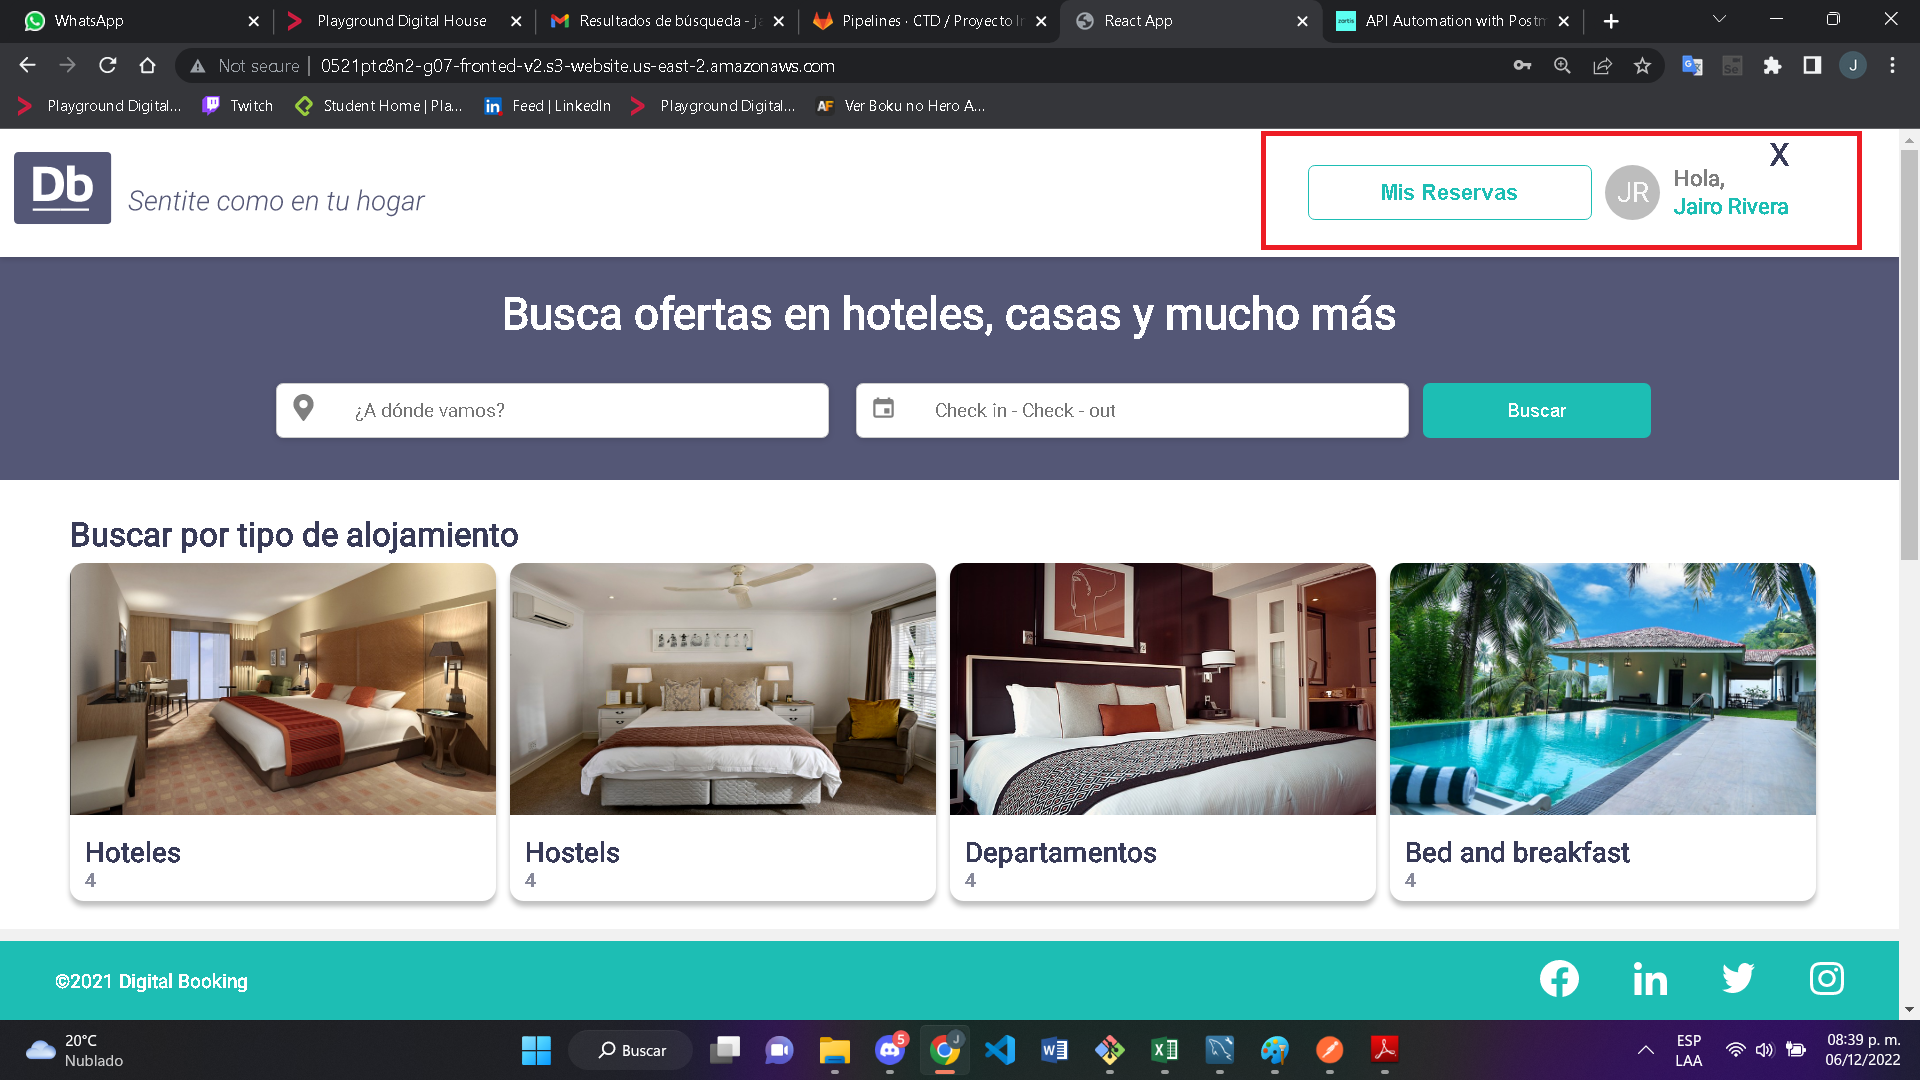 WhatsApp
Playground Digital House
Resultados de búsqueda - ja
Pipelines · CTD / Proyecto In
React App
zartis
API Automation with Postm
Not secure
0521ptc8n2-g07-fronted-v2.s3-website.us-east-2.amazonaws.com
Se
J
Playground Digital...
Twitch
Student Home | Pla...
Feed | LinkedIn
Playground Digital...
AF
Ver Boku no Hero A...
Db
Sentite como en tu hogar
Mis Reservas
JR
X
Hola,
Jairo Rivera
Busca ofertas en hoteles, casas y mucho más
¿A dónde vamos?
Check in - Check - out
Buscar
Buscar por tipo de alojamiento
Hoteles
4
Hostels
4
Departamentos
4
Bed and breakfast
4
©2021 Digital Booking
20°C
Nublado
Buscar
5
J
ESP
LAA
08:39 p. m.
06/12/2022